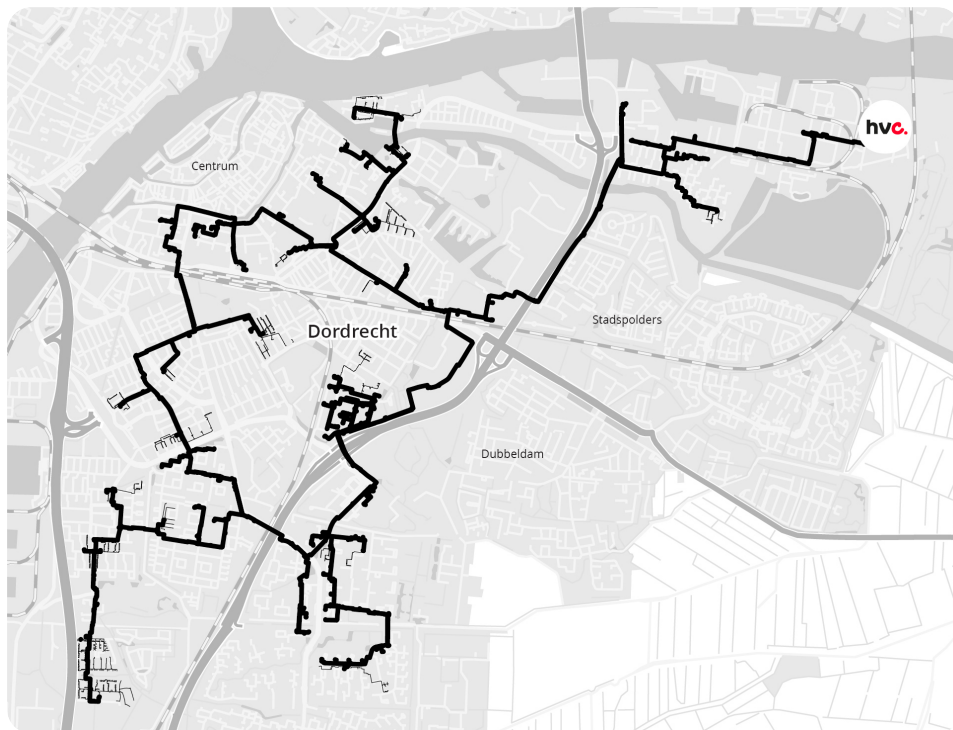 hvc.
Centrum
Stadspolders
Dordrecht
Dubbeldam